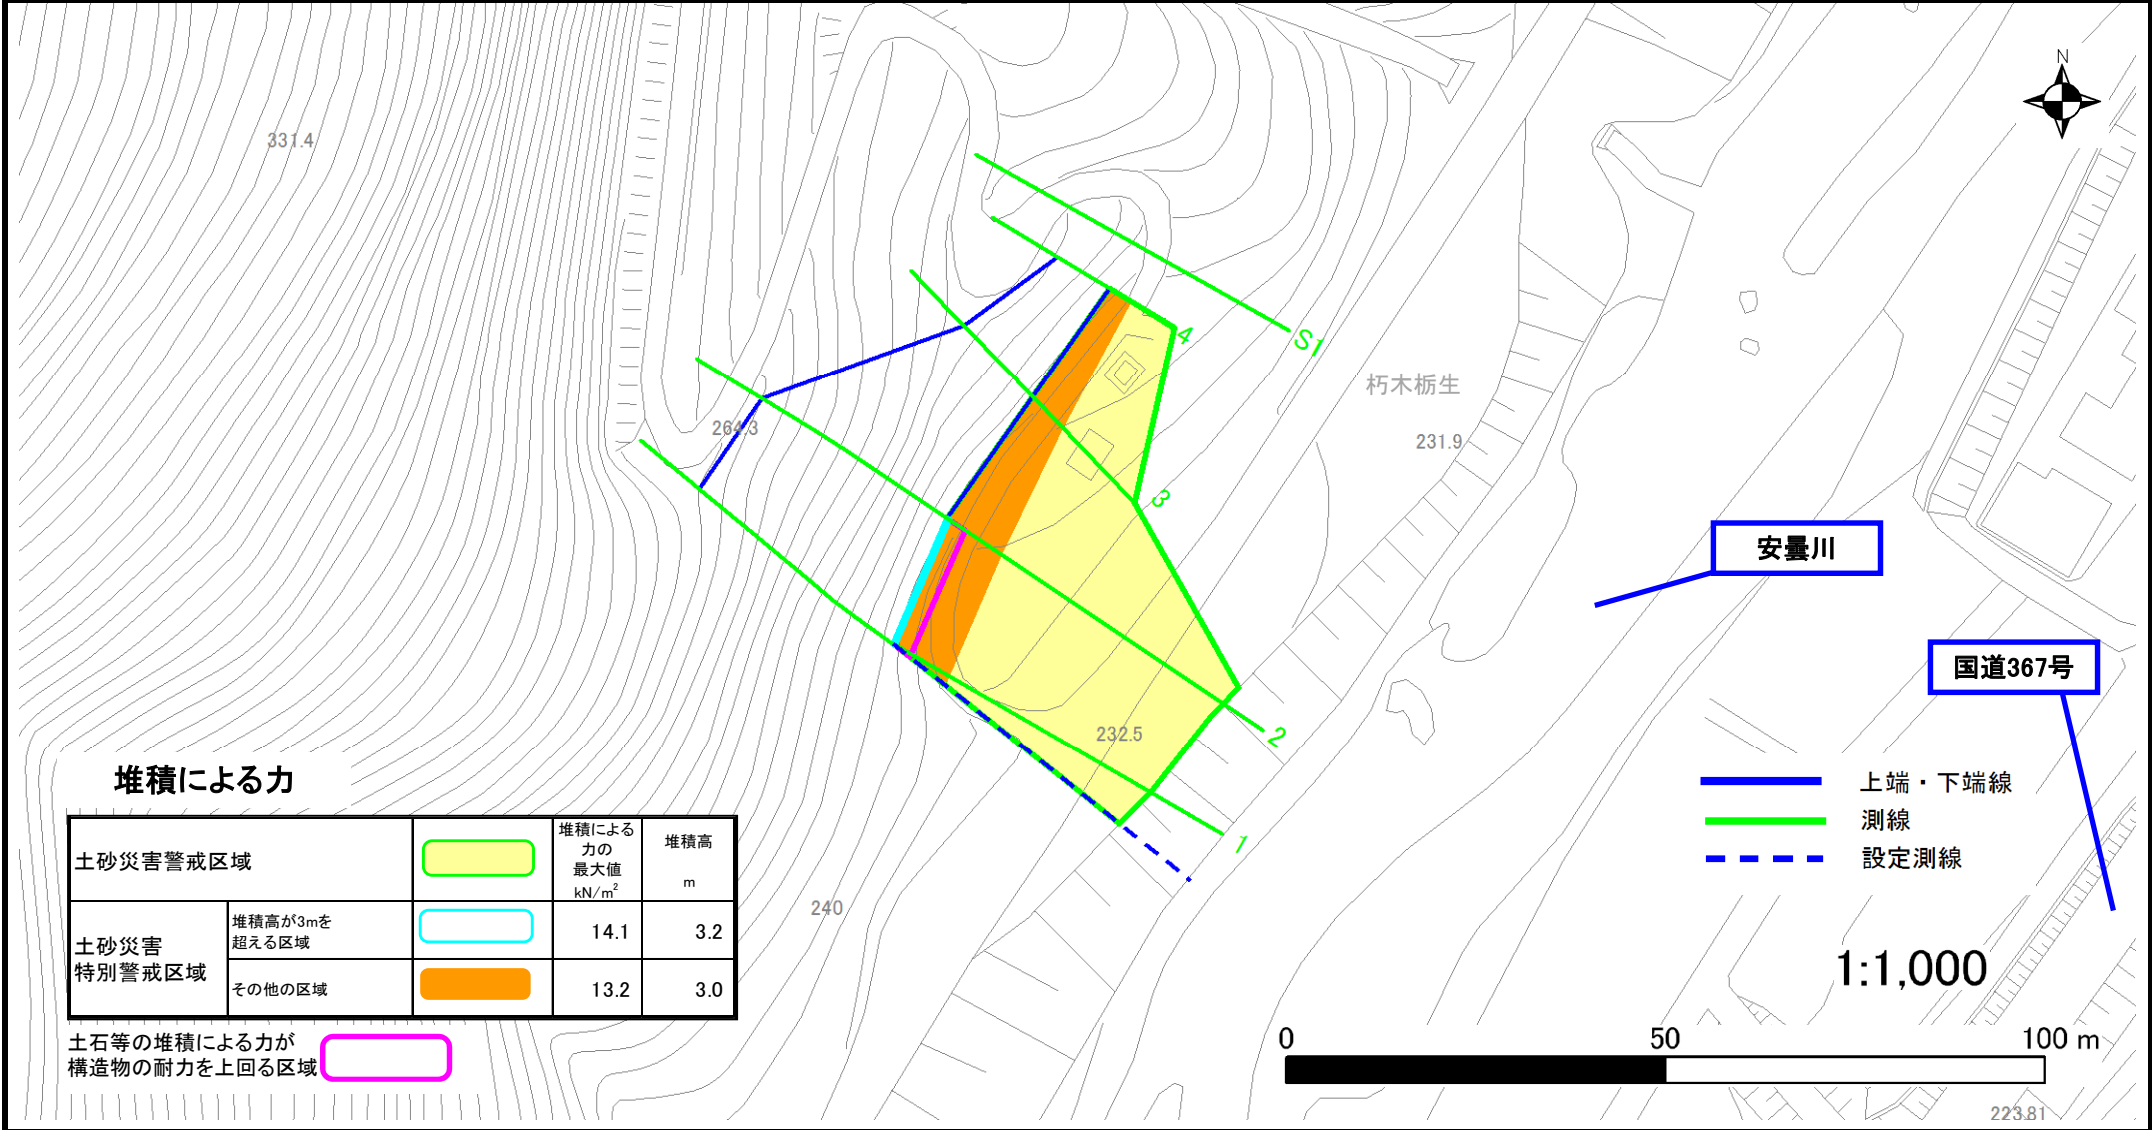 N
331.4
S1
4
朽木栃生
264.3
231.9
3
安曇川
国道367号
232.5
2
1
堆積による力
上端・下端線
測線
設定測線
土砂災害警戒区域
堆積による
力の
最大値
kN/m²
堆積高
m
土砂災害
特別警戒区域
堆積高が3mを
超える区域
14.1
3.2
その他の区域
13.2
3.0
240
1:1,000
土石等の堆積による力が
構造物の耐力を上回る区域
0 50 100 m
223.81